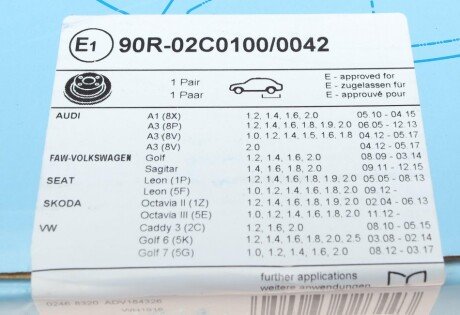 E1 90R-02C0100/0042
1 Pair E - approved for
1 Paar E - zugelassen für
E - approuvé pour
AUDI A1 (8X) 1.2, 1.4, 1.6, 2.0 05.10 - 04.15
A3 (8P) 1.2, 1.4, 1.6, 1.8, 1.9, 2.0 06.05 - 12.13
A3 (8V) 1.0, 1.2, 1.4, 1.5, 1.6, 1.8 04.12 - 05.17
A3 (8V) 2.0 04.12 - 05.17
FAW-VOLKSWAGEN Golf 1.2, 1.4, 1.6, 2.0 08.09 - 03.14
Sagitar 1.4, 1.6, 1.8, 2.0 09.11 - 12.15
SEAT Leon (1P) 1.2, 1.4, 1.6, 1.8, 1.9, 2.0 05.05 - 08.13
Leon (5F) 1.0, 1.2, 1.4, 1.6, 1.8, 2.0 09.12 -
SKODA Octavia II (1Z) 1.2, 1.4, 1.6, 1.8, 1.9, 2.0 02.04 - 06.13
Octavia III (5E) 1.0, 1.2, 1.4, 1.6, 1.8, 2.0 11.12 -
VW Caddy 3 (2C) 1.2, 1.6, 2.0 08.10 - 05.15
Golf 6 (5K) 1.2, 1.4, 1.6, 1.8, 2.0, 2.5 03.08 - 02.14
Golf 7 (5G) 1.0, 1.2, 1.4, 1.6, 1.8, 2.0 08.12 - 03.17
further applications
weitere anwendungen
0246 8320 ADV184326